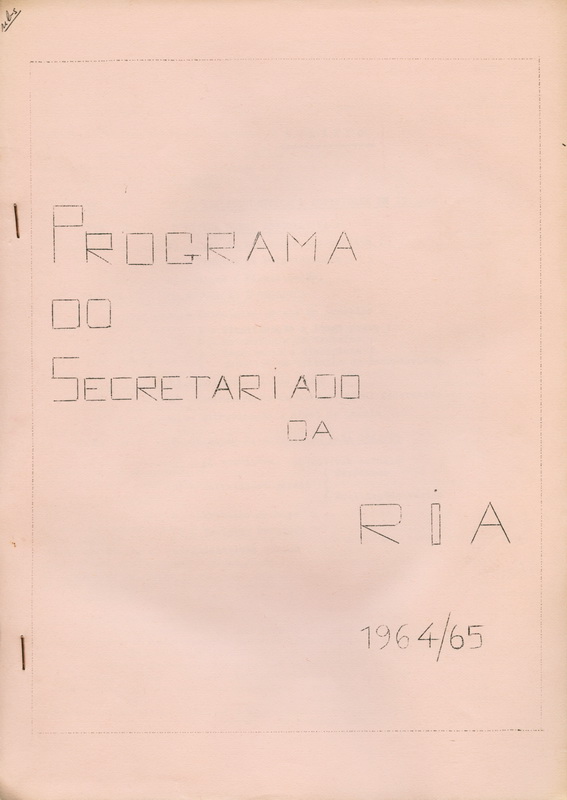 PROGRAMA
DO
SECRETARIADO
DA
RIA
1964/65